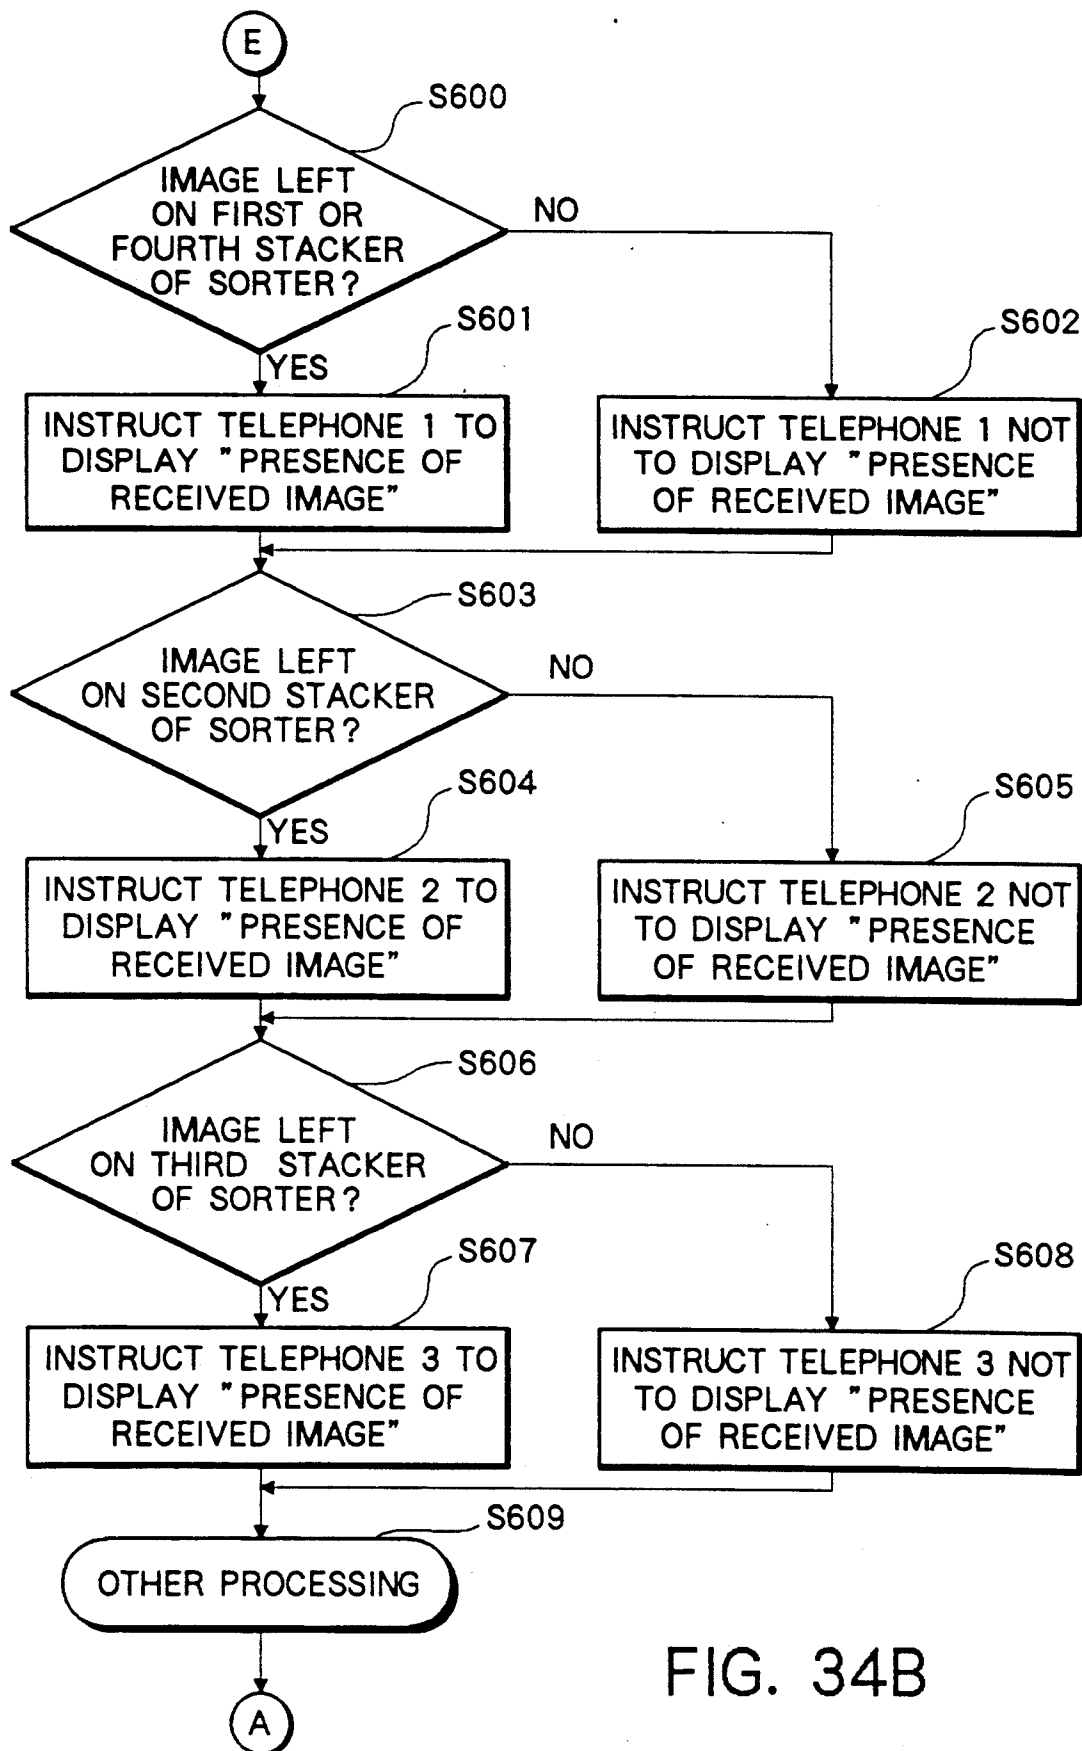 E
S600
IMAGE LEFT
ON FIRST OR
FOURTH STACKER
OF SORTER?
NO
S601
S602
YES
INSTRUCT TELEPHONE 1 TO
DISPLAY "PRESENCE OF
RECEIVED IMAGE"
INSTRUCT TELEPHONE 1 NOT
TO DISPLAY "PRESENCE
OF RECEIVED IMAGE"
S603
IMAGE LEFT
ON SECOND STACKER
OF SORTER?
NO
S604
S605
YES
INSTRUCT TELEPHONE 2 TO
DISPLAY "PRESENCE OF
RECEIVED IMAGE"
INSTRUCT TELEPHONE 2 NOT
TO DISPLAY "PRESENCE
OF RECEIVED IMAGE"
S606
IMAGE LEFT
ON THIRD STACKER
OF SORTER?
NO
S607
S608
YES
INSTRUCT TELEPHONE 3 TO
DISPLAY "PRESENCE OF
RECEIVED IMAGE"
INSTRUCT TELEPHONE 3 NOT
TO DISPLAY "PRESENCE
OF RECEIVED IMAGE"
S609
OTHER PROCESSING
A
FIG. 34B